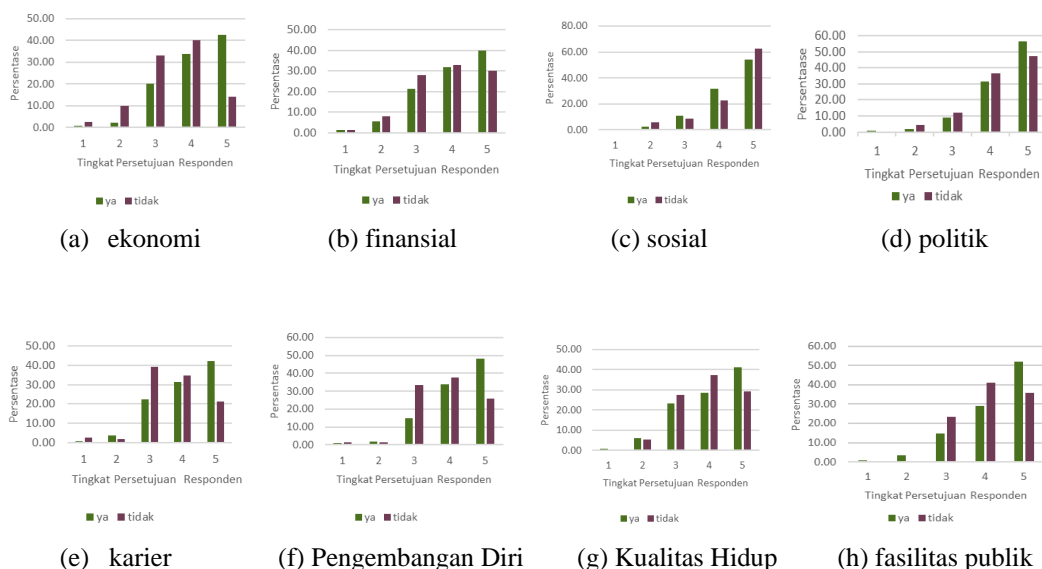 50.00
40.00
30.00
20.00
10.00
0.00
Persentase
1 2 3 4 5
Tingkat Persetujuan Responden
ya tidak
(a) ekonomi
50.00
40.00
30.00
20.00
10.00
0.00
Persentase
1 2 3 4 5
Tingkat Persetujuan Responden
ya tidak
(b) finansial
80.00
60.00
40.00
20.00
0.00
Persentase
1 2 3 4 5
Tingkat Persetujuan Responden
ya tidak
(c) sosial
60.00
50.00
40.00
30.00
20.00
10.00
0.00
Persentaase
1 2 3 4 5
Tingkat Persetujuan Responden
ya tidak
(d) politik
50.00
40.00
30.00
20.00
10.00
0.00
Persentase
1 2 3 4 5
Tingkat Persetujuan Responden
ya tidak
(e) karier
60.00
50.00
40.00
30.00
20.00
10.00
0.00
Persentase
1 2 3 4 5
Tingkat Persetujuan Responden
ya tidak
(f) Pengembangan Diri
50.00
40.00
30.00
20.00
10.00
0.00
Persentase
1 2 3 4 5
Tingkat Persetujuan Responden
ya tidak
(g) Kualitas Hidup
60.00
50.00
40.00
30.00
20.00
10.00
0.00
Persentase
1 2 3 4 5
Tingkat Persetujuan Responden
ya tidak
(h) fasilitas publik